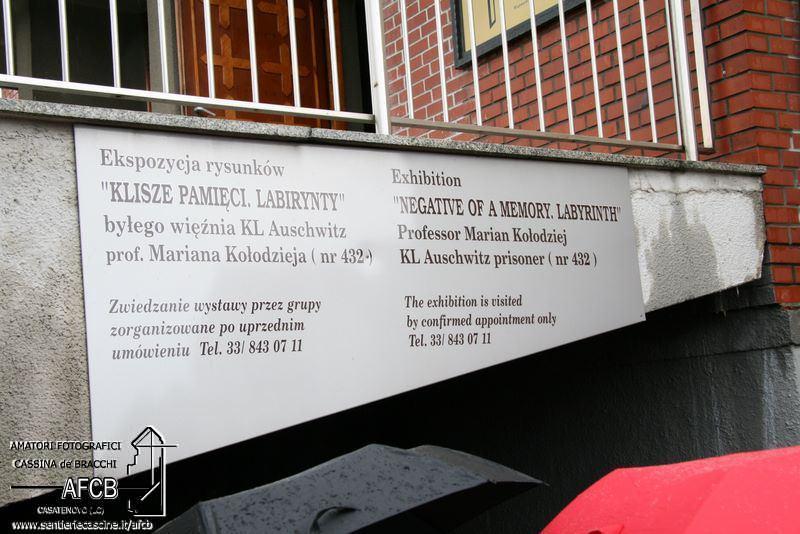 Ekspozycja rysunków
"KLISZE PAMIĘCI. LABIRYNTY"
byłego więźnia KL Auschwitz
prof. Mariana Kołodzieja ( nr 432 )
Zwiedzanie wystawy przez grupy
zorganizowane po uprzednim
umówieniu Tel. 33/ 843 07 11
Exhibition
"NEGATIVE OF A MEMORY. LABYRINTH"
Professor Marian Kołodziej
KL Auschwitz prisoner ( nr 432 )
The exhibition is visited
by confirmed appointment only
Tel. 33/ 843 07 11
AMATORI FOTOGRAFICI
CASSINA de' BRACCHI
AFCB
CASATENOVO (LC)
www.sentieriecascine.it/afcb